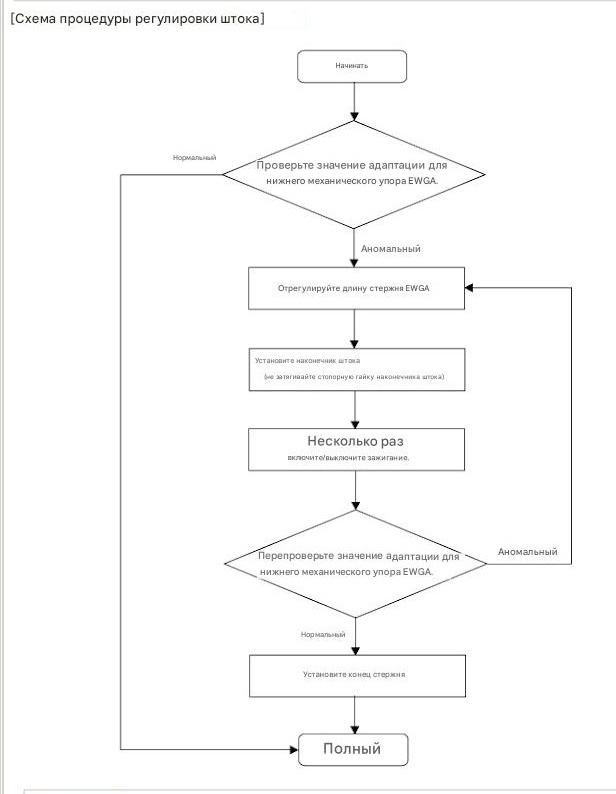 [Схема процедуры регулировки штока]
Начинать
Нормальный
Проверьте значение адаптации для
нижнего механического упора EWGA.
Аномальный
Отрегулируйте длину стержня EWGA
Установите наконечник штока
(не затягивайте стопорную гайку наконечника штока)
Несколько раз
включите/выключите зажигание.
Перепроверьте значение адаптации для
нижнего механического упора EWGA.
Аномальный
Нормальный
Установите конец стержня
Полный